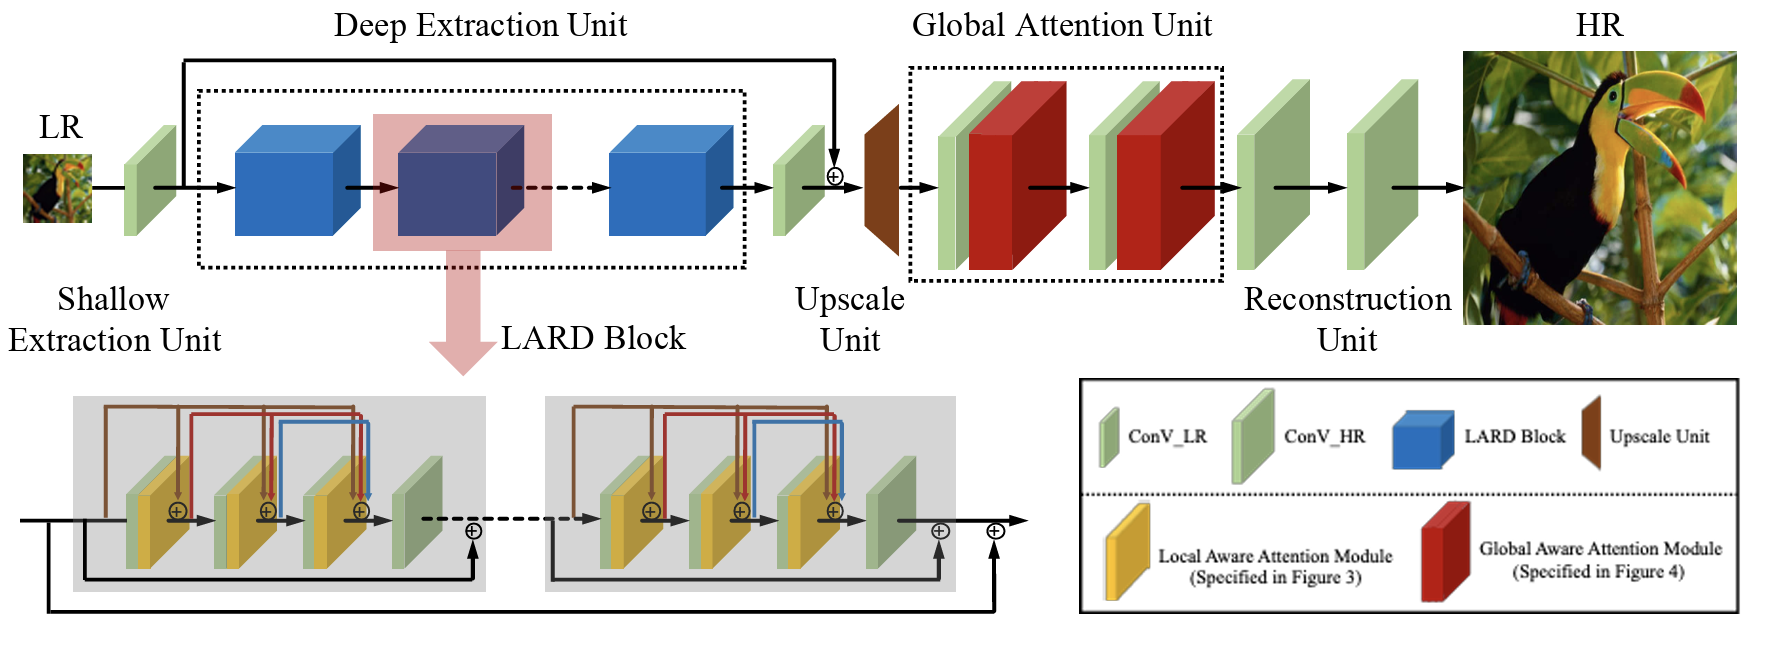 Deep Extraction Unit
Global Attention Unit
HR
LR
Shallow
Extraction Unit
LARD Block
Upscale
Unit
Reconstruction
Unit
ConV_LR
ConV_HR
LARD Block
Upscale Unit
Local Aware Attention Module
(Specified in Figure 3)
Global Aware Attention Module
(Specified in Figure 4)